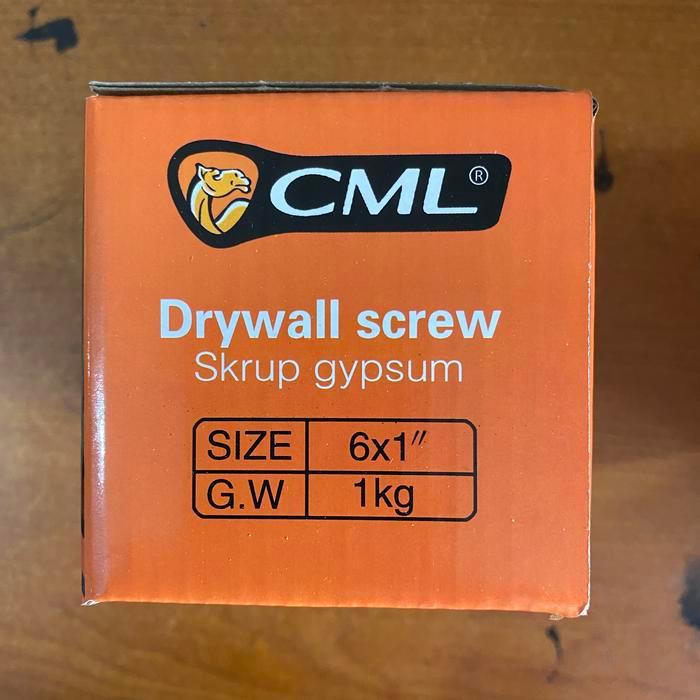 CML®
Drywall screw
Skrup gypsum
SIZE 6x1″
G.W 1kg